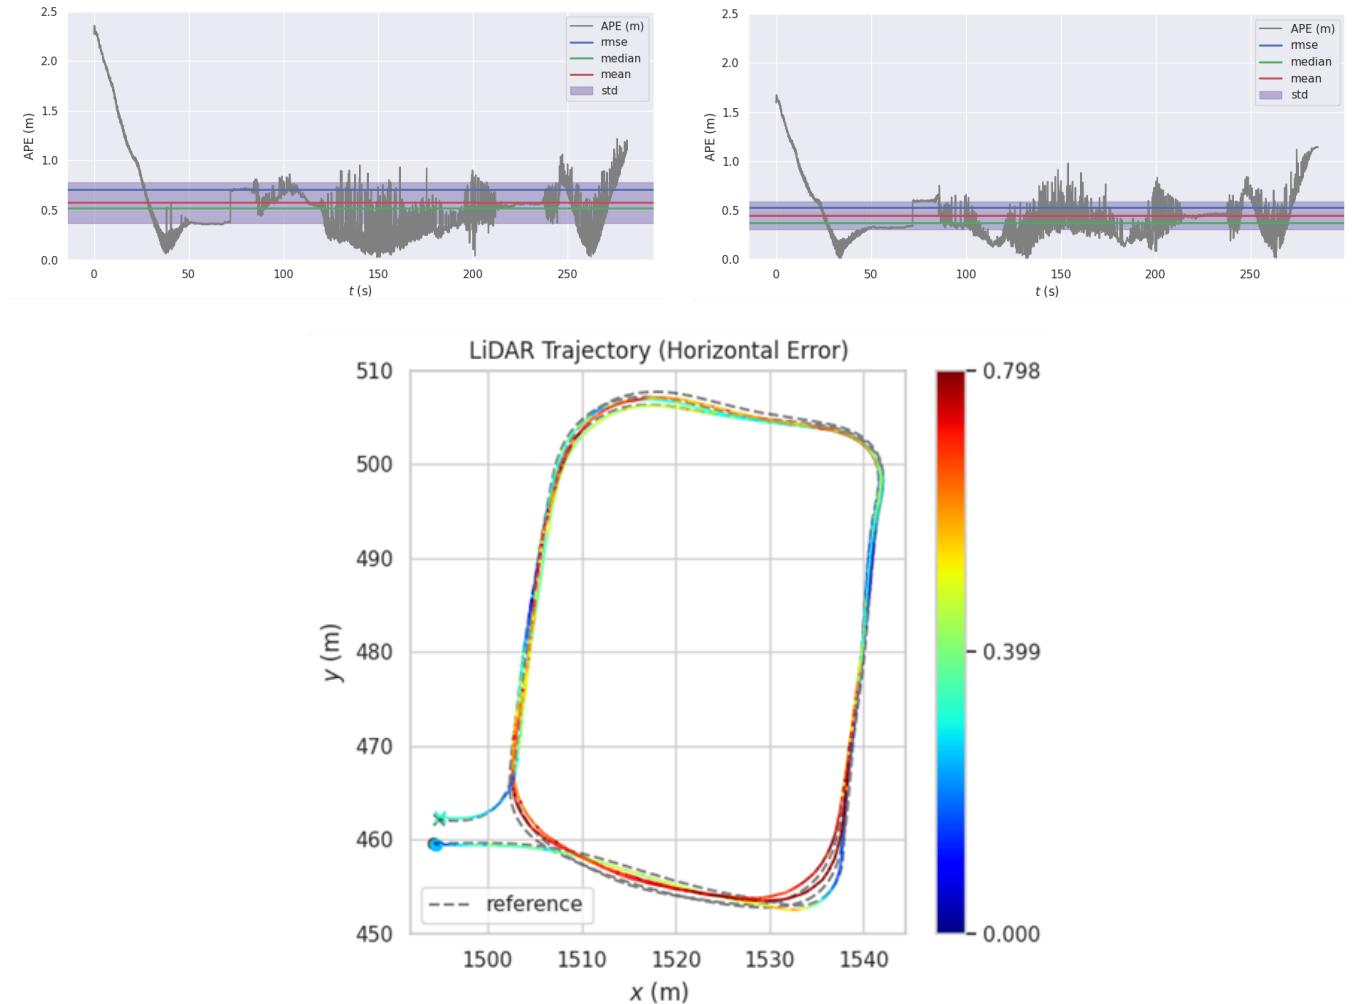 2.5
2.0
1.5
1.0
0.5
0.0
APE (m)
0 50 100 150 200 250
t (s)
APE (m)
rmse
median
mean
std
2.5
2.0
1.5
1.0
0.5
0.0
APE (m)
0 50 100 150 200 250
t (s)
APE (m)
rmse
median
mean
std
LiDAR Trajectory (Horizontal Error)
510
500
490
480
470
460
450
y (m)
1500 1510 1520 1530 1540
x (m)
reference
0.798
0.399
0.000